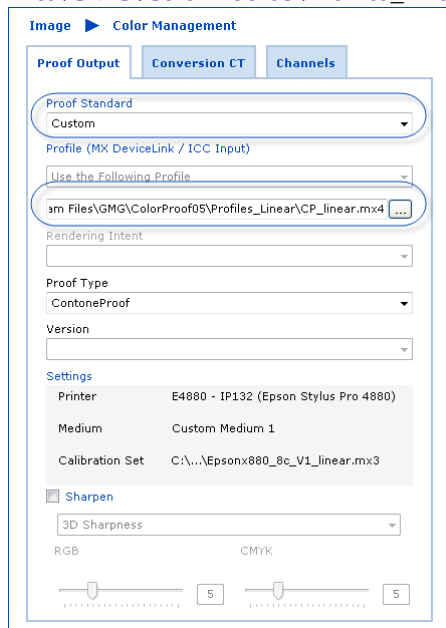 Image ▶ Color Management
Proof Output Conversion CT Channels
Proof Standard
Custom
Profile (MX DeviceLink / ICC Input)
Use the Following Profile
am Files\GMG\ColorProof05\Profiles_Linear\CP_linear.mx4 ...
Rendering Intent
Proof Type
ContoneProof
Version
Settings
Printer E4880 - IP132 (Epson Stylus Pro 4880)
Medium Custom Medium 1
Calibration Set C:\...\Epsonx880_8c_V1_linear.mx3
Sharpen
3D Sharpness
RGB CMYK
5 5